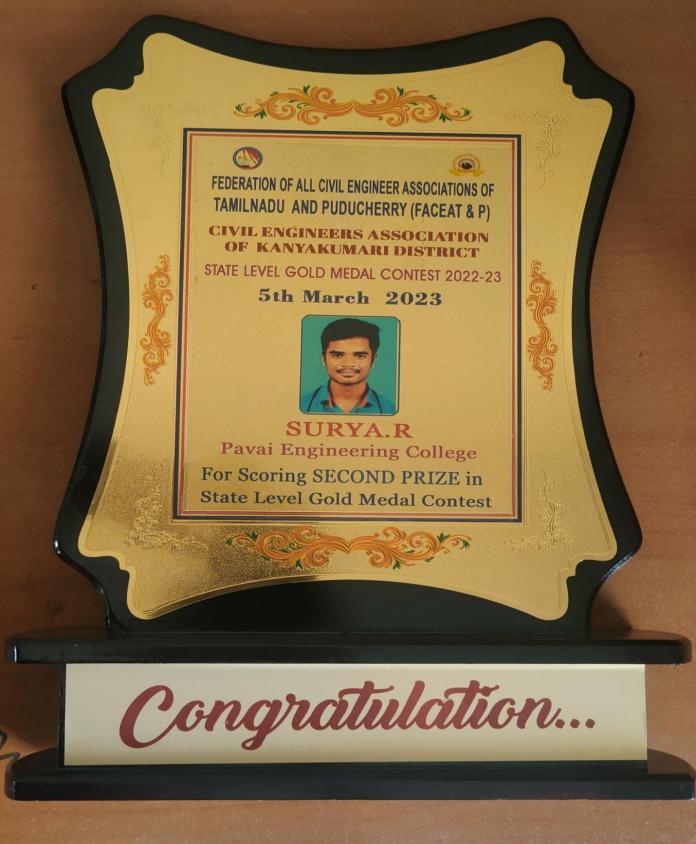 FEDERATION OF ALL CIVIL ENGINEER ASSOCIATIONS OF
TAMILNADU AND PUDUCHERRY (FACEAT & P)
CIVIL ENGINEERS ASSOCIATION
OF KANYAKUMARI DISTRICT
STATE LEVEL GOLD MEDAL CONTEST 2022-23
5th March 2023
SURYA.R
Pavai Engineering College
For Scoring SECOND PRIZE in
State Level Gold Medal Contest
Congratulation...